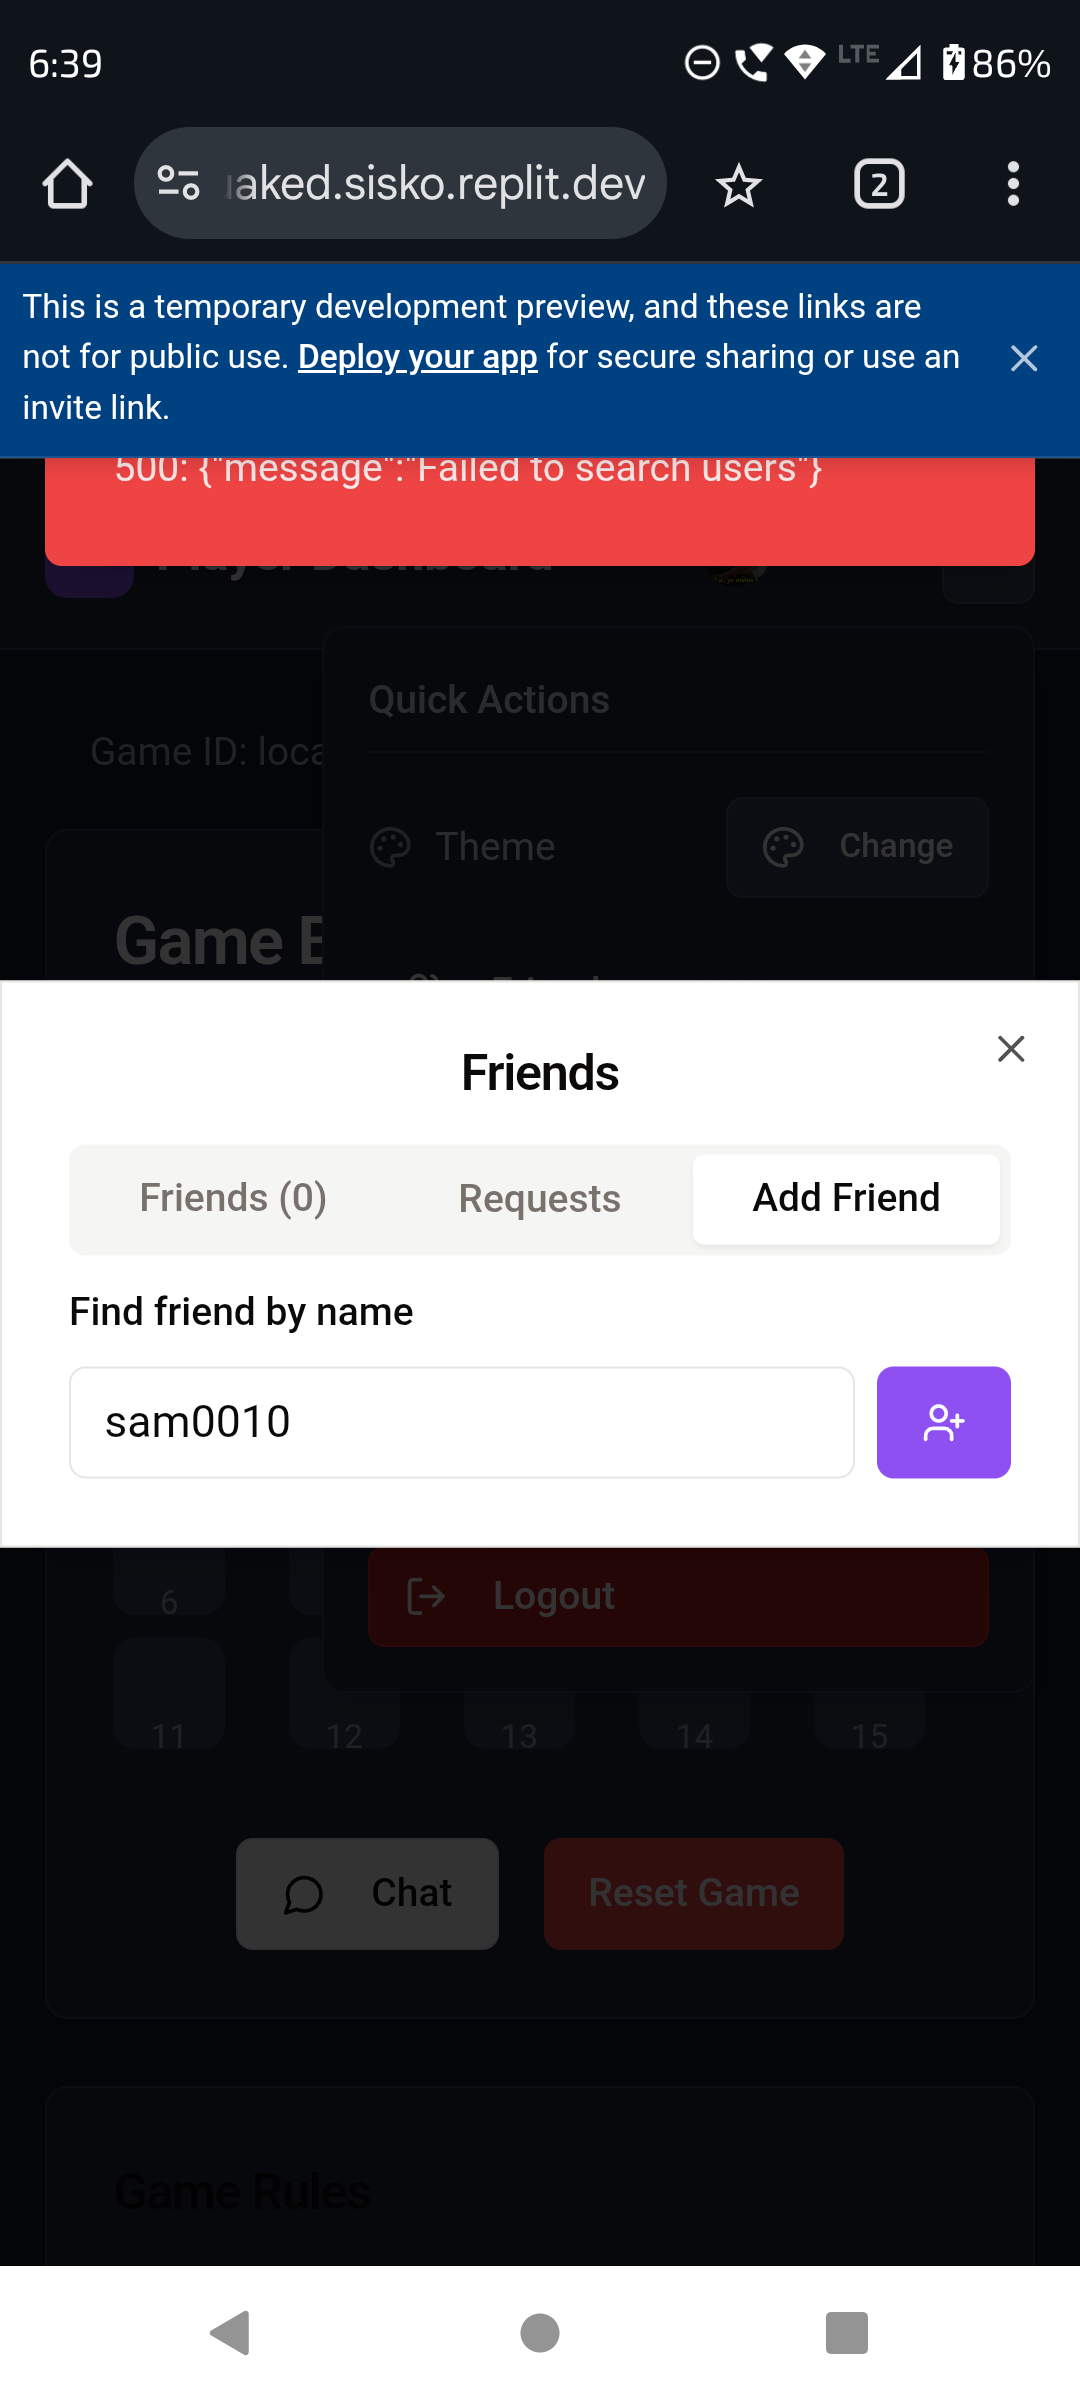 6:39
LTE
86%
aked.sisko.replit.dev
2
This is a temporary development preview, and these links are
not for public use. Deploy your app for secure sharing or use an
invite link.
500: {"message":"Failed to search users"}
Player Dashboard
Quick Actions
Game ID: loca
Theme
Change
Game
Friends
Friends (0)
Requests
Add Friend
Find friend by name
sam0010
6
Logout
11
12
13
14
15
Chat
Reset Game
Game Rules